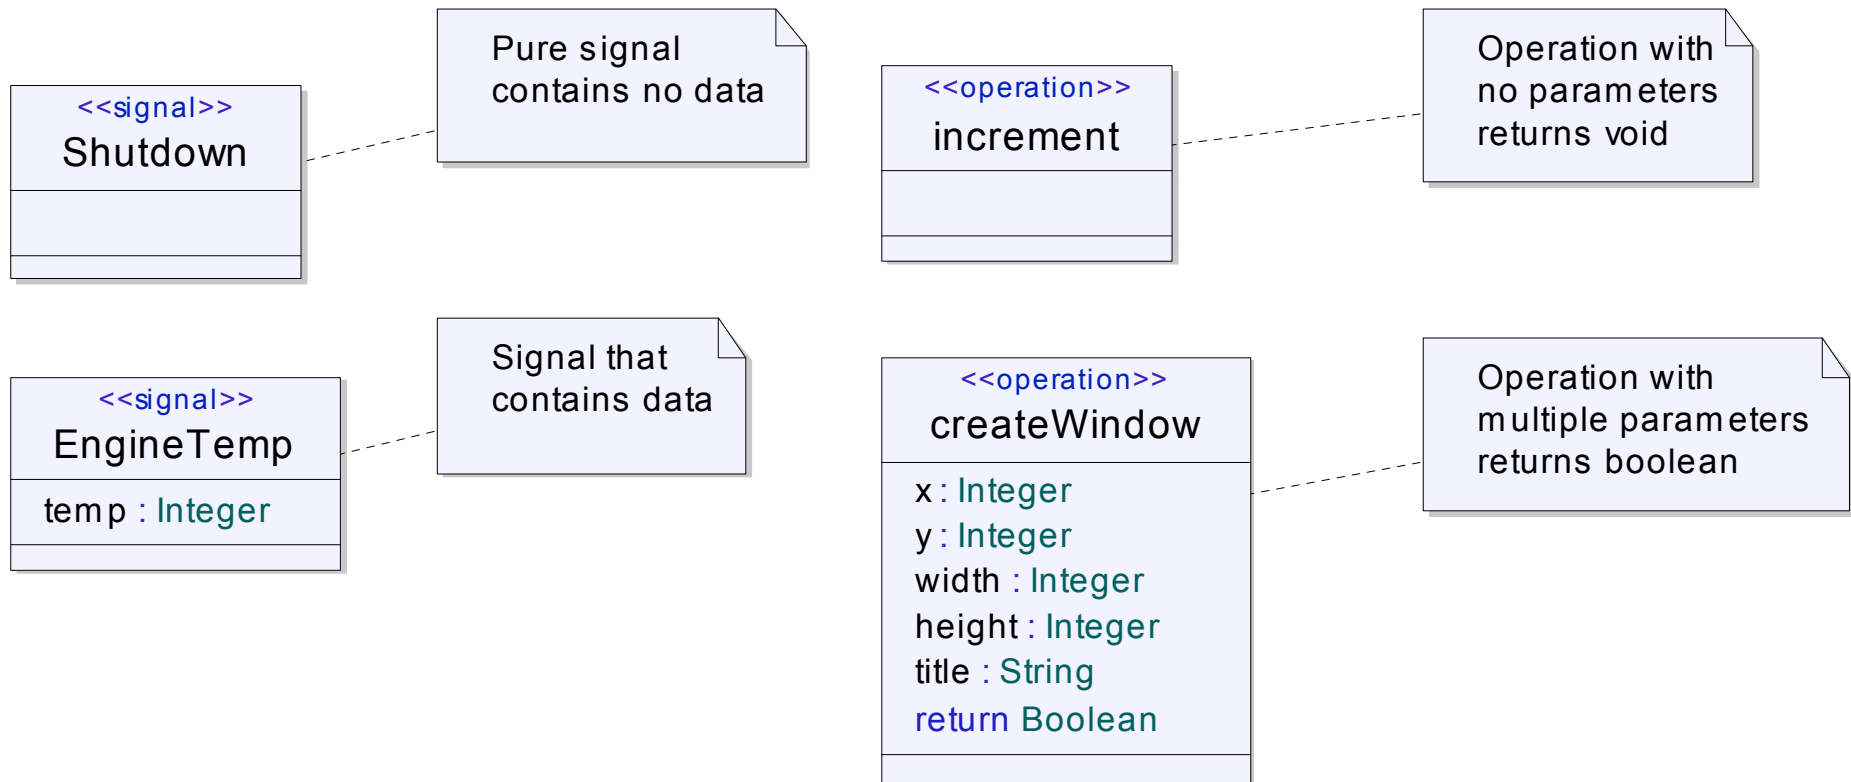 <<signal>>
Shutdown
Pure signal
contains no data
<<operation>>
increment
Operation with
no parameters
returns void
<<signal>>
EngineTemp
temp : Integer
Signal that
contains data
<<operation>>
createWindow
x : Integer
y : Integer
width : Integer
height : Integer
title : String
return Boolean
Operation with
multiple parameters
returns boolean